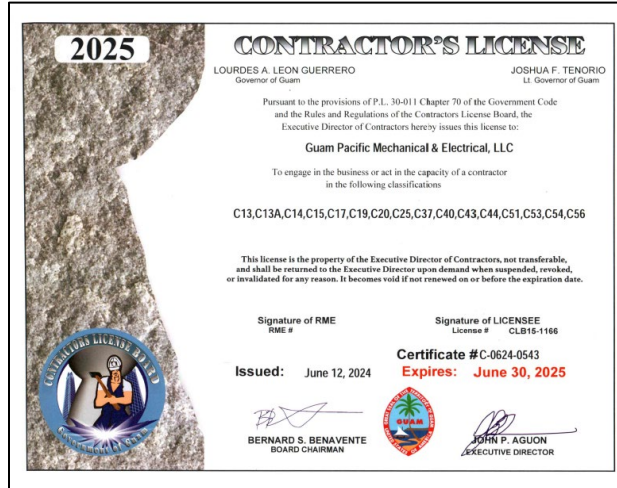 2025
CONTRACTOR'S LICENSE
LOURDES A. LEON GUERRERO
Governor of Guam
JOSHUA F. TENORIO
Lt. Governor of Guam
Pursuant to the provisions of P.L. 30-011 Chapter 70 of the Government Code
and the Rules and Regulations of the Contractors License Board, the
Executive Director of Contractors hereby issues this license to:
Guam Pacific Mechanical & Electrical, LLC
To engage in the business or act in the capacity of a contractor
in the following classifications
C13,C13A,C14,C15,C17,C19,C20,C25,C37,C40,C43,C44,C51,C53,C54,C56
This license is the property of the Executive Director of Contractors, not transferable,
and shall be returned to the Executive Director upon demand when suspended, revoked,
or invalidated for any reason. It becomes void if not renewed on or before the expiration date.
Signature of RME
RME #
Signature of LICENSEE
License # CLB15-1166
Certificate # C-0624-0543
Issued: June 12, 2024
Expires: June 30, 2025
BERNARD S. BENAVENTE
BOARD CHAIRMAN
JOHN P. AGUON
EXECUTIVE DIRECTOR
CONTRACTORS LICENSE BOARD
Government of Guam
GUAM